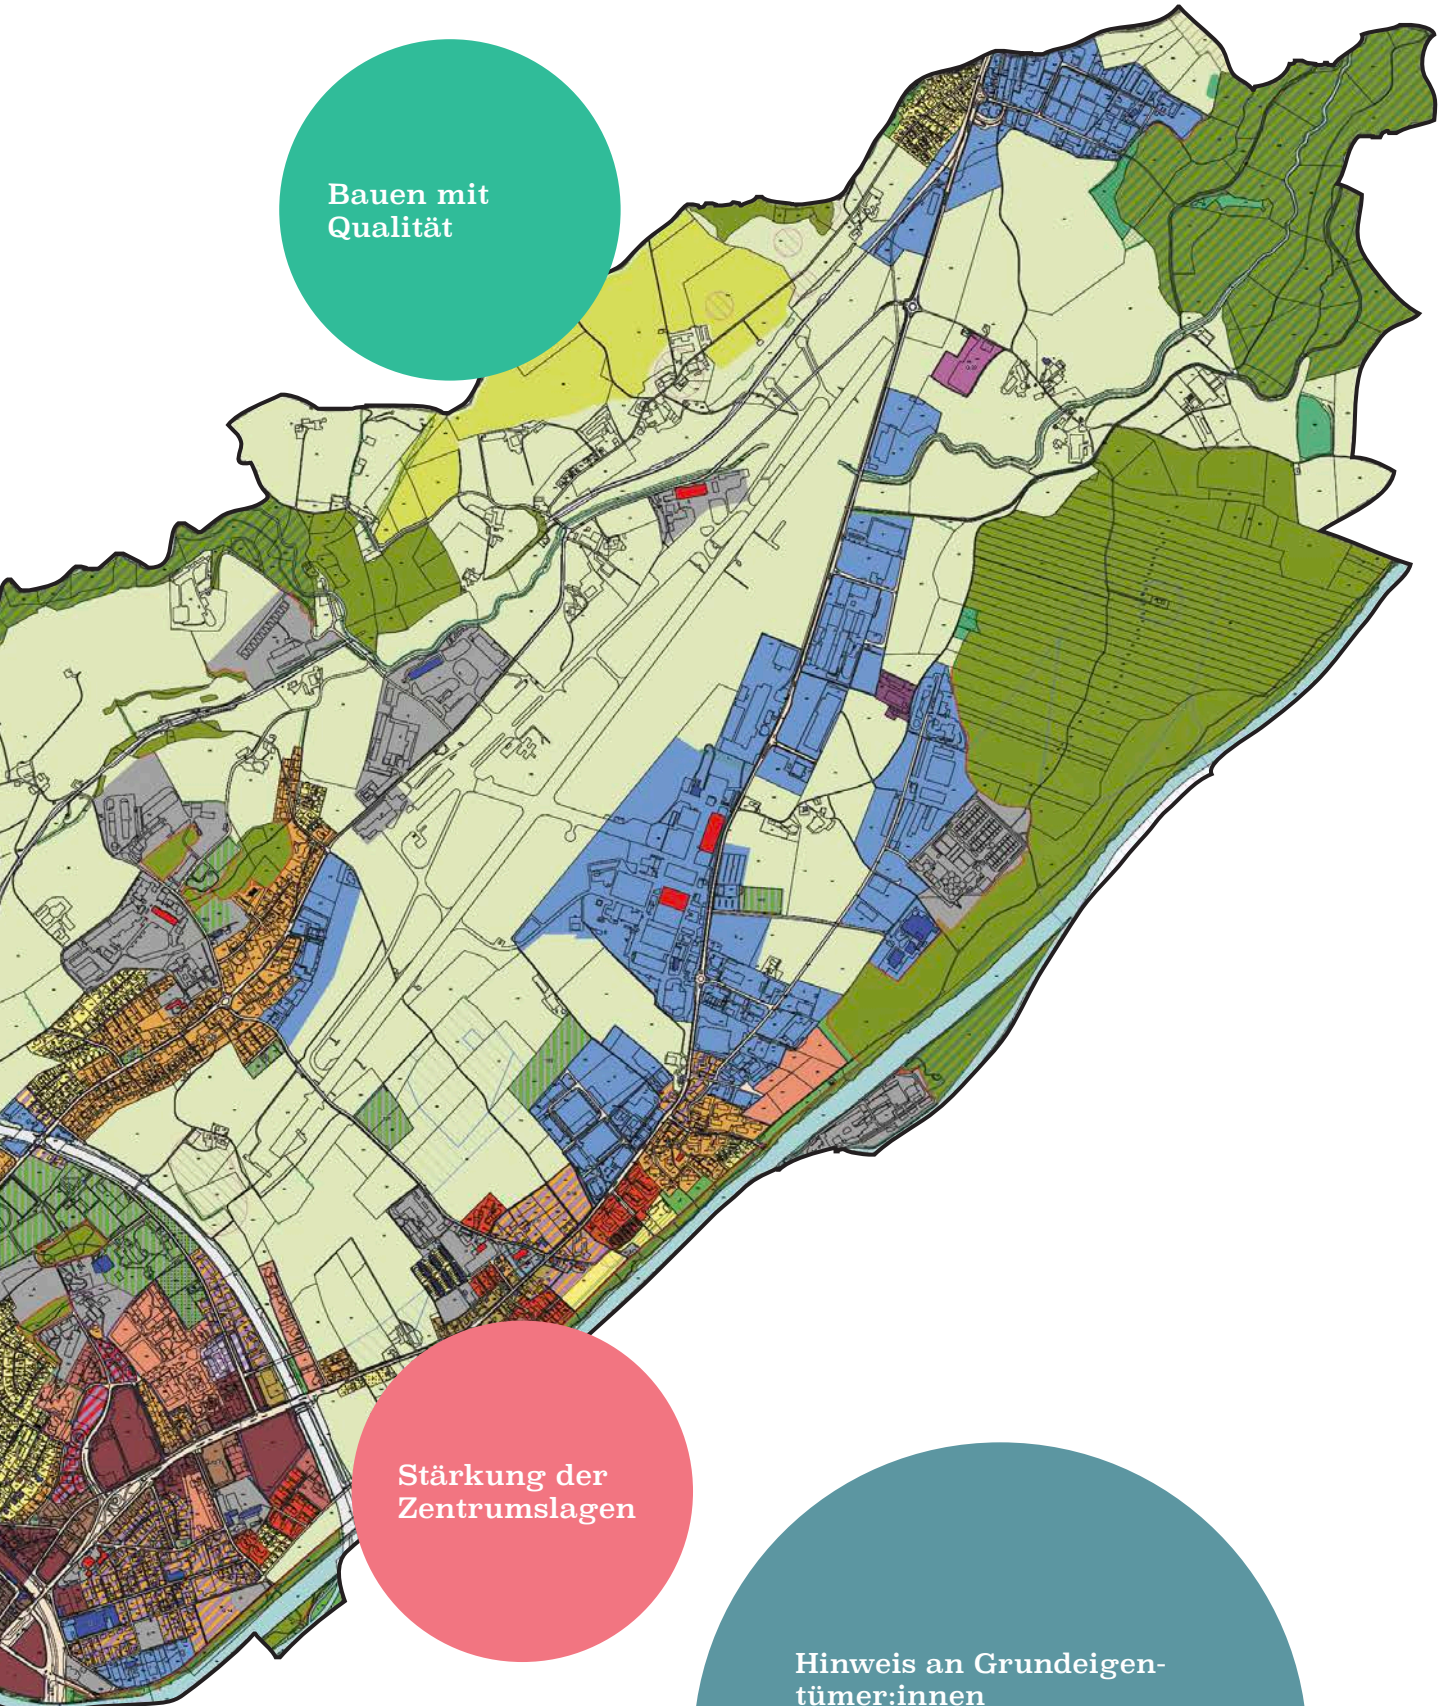 Bauen mit
Qualität
Stärkung der
Zentrumslagen
Hinweis an Grundeigen-
tümer:innen